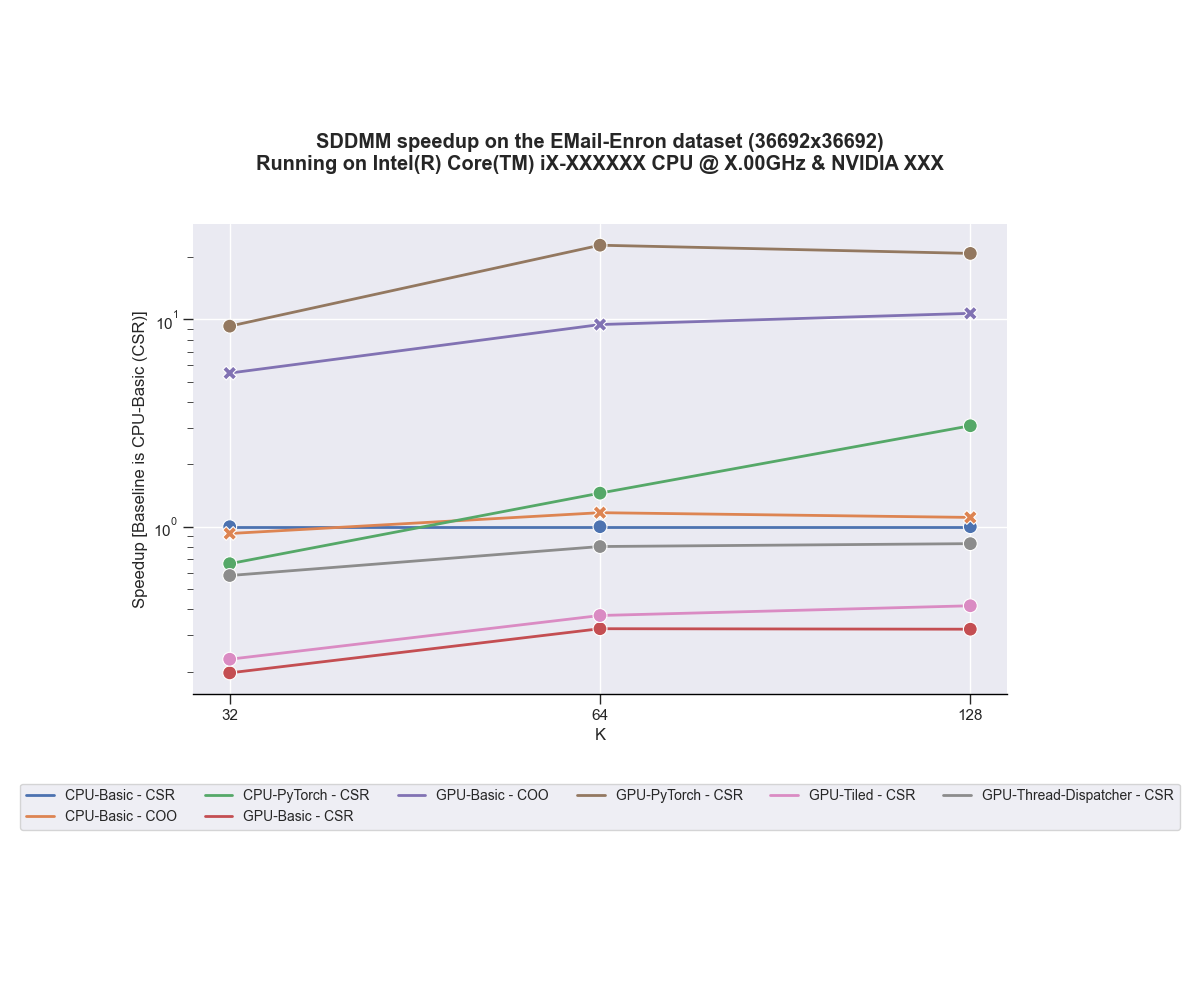 SDDMM speedup on the EMail-Enron dataset (36692x36692)
Running on Intel(R) Core(TM) iX-XXXXXX CPU @ X.00GHz & NVIDIA XXX
Speedup [Baseline is CPU-Basic (CSR)]
10^1
10^0
32 64 128
K
CPU-Basic - CSR CPU-PyTorch - CSR GPU-Basic - COO GPU-PyTorch - CSR GPU-Tiled - CSR GPU-Thread-Dispatcher - CSR
CPU-Basic - COO GPU-Basic - CSR